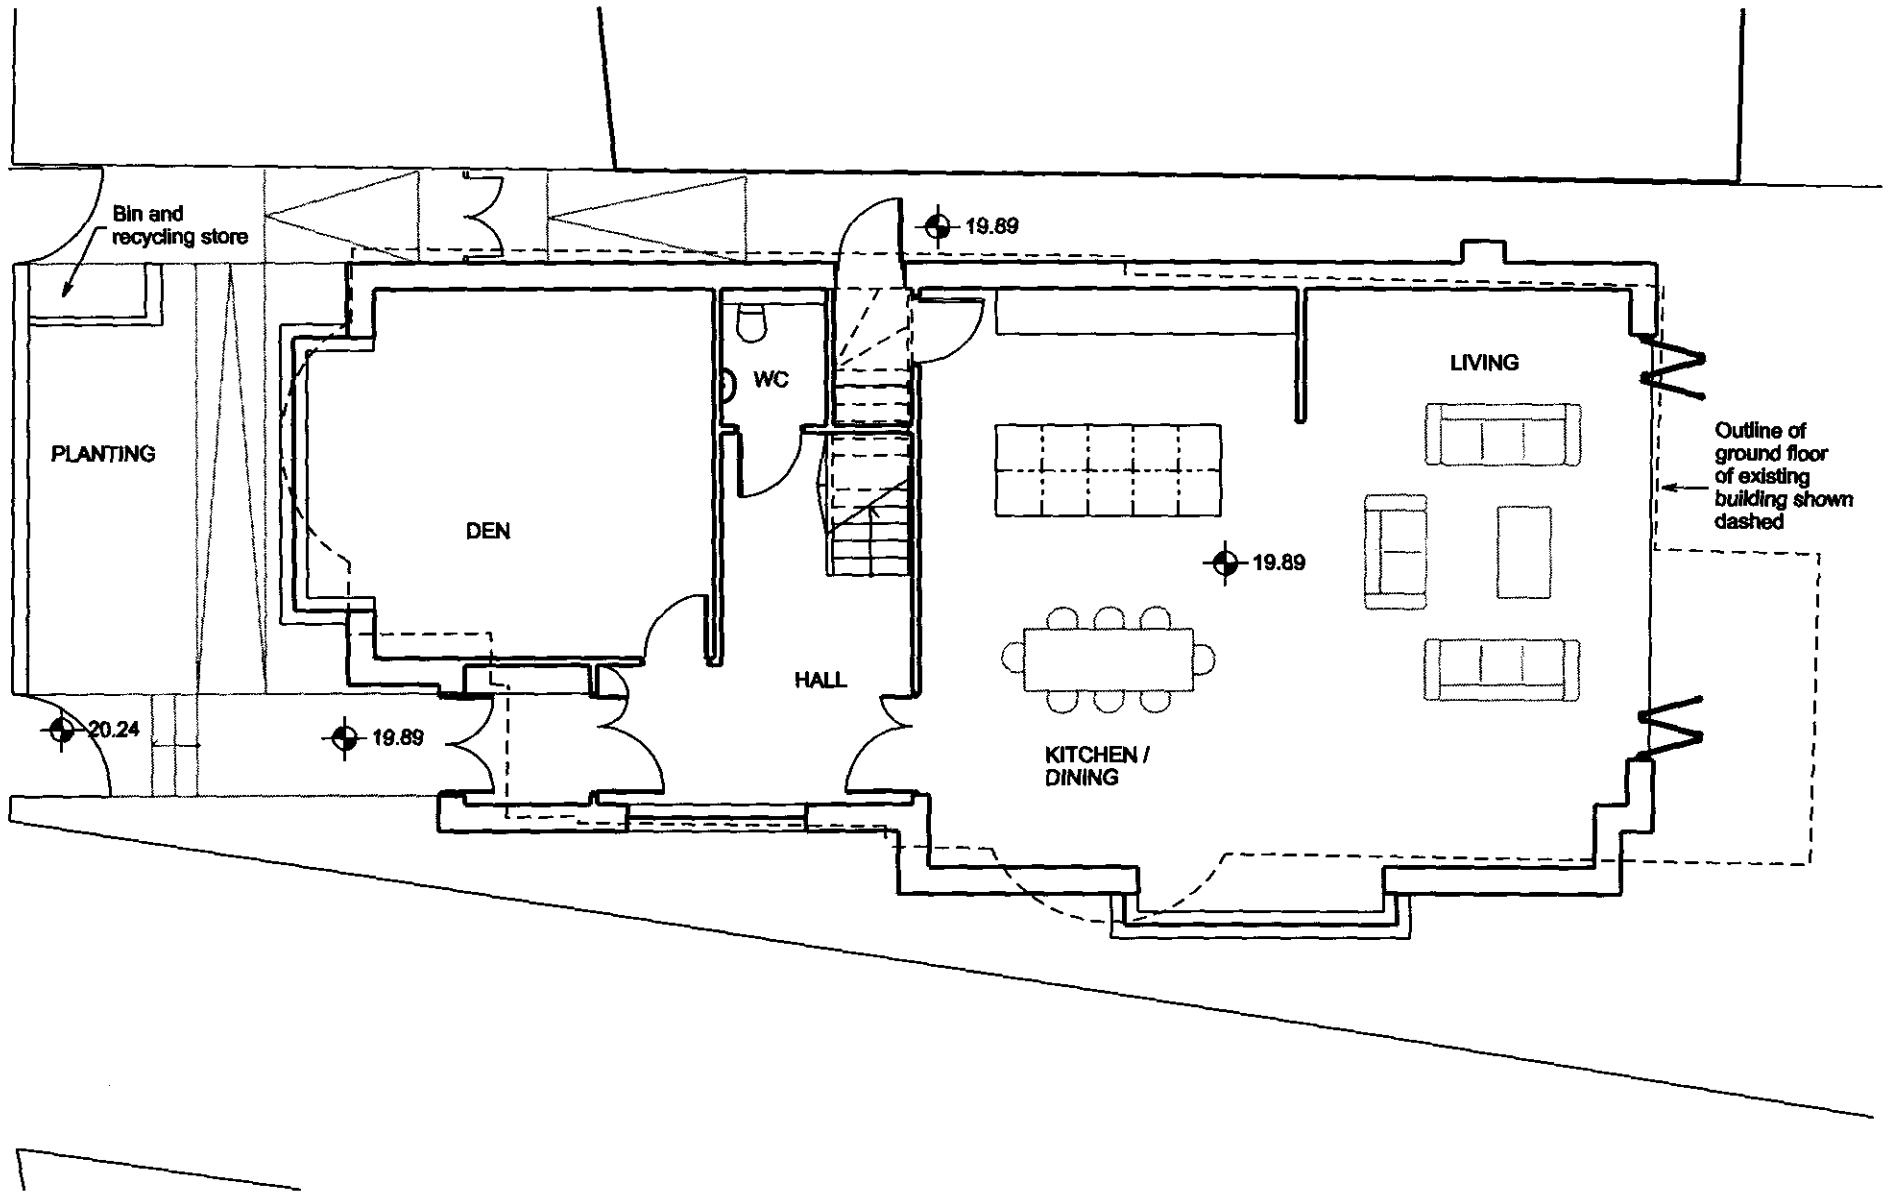 Bin and
recycling store
19.89
PLANTING
DEN
WC
LIVING
Outline of
ground floor
of existing
building shown
dashed
19.89
HALL
20.24
19.89
KITCHEN /
DINING